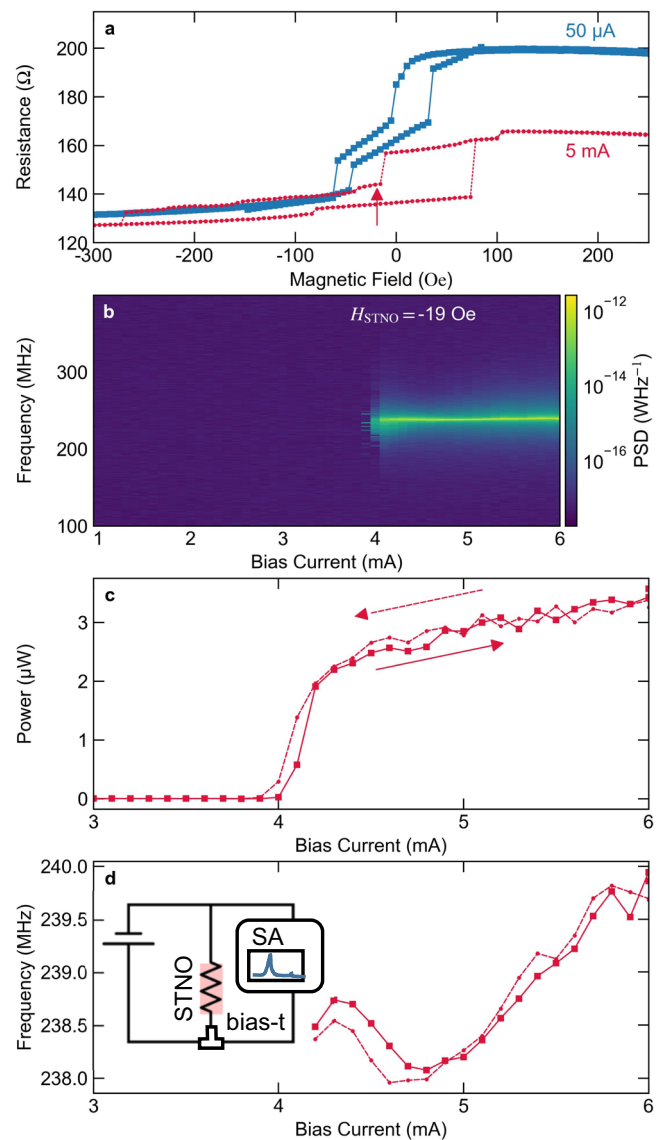 a
50 µA
5 mA
Resistance (Ω)
200
180
160
140
120
-300
-200
-100
0
100
200
Magnetic Field (Oe)
b
H_STNO = -19 Oe
Frequency (MHz)
300
200
100
1
2
3
4
5
6
Bias Current (mA)
10⁻¹²
10⁻¹⁴
10⁻¹⁶
PSD (WHz⁻¹)
c
Power (µW)
3
2
1
0
3
4
5
6
Bias Current (mA)
d
Frequency (MHz)
240.0
239.5
239.0
238.5
238.0
STNO
SA
bias-t
3
4
5
6
Bias Current (mA)